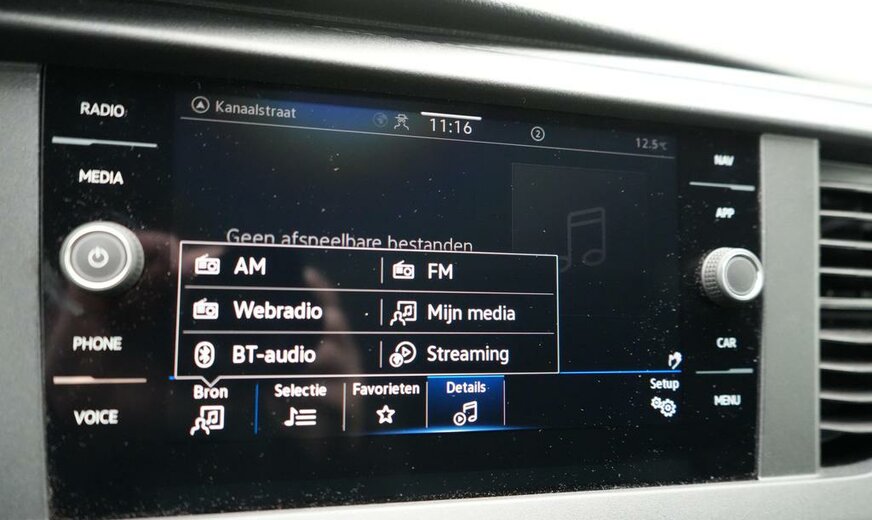 RADIO
MEDIA
PHONE
VOICE
Kanaalstraat
11:16
2
12.5°C
Geen afspeelbare bestanden
AM
FM
Webradio
Mijn media
BT-audio
Streaming
Bron
Selectie
Favorieten
Details
Setup
NAV
APP
CAR
MENU